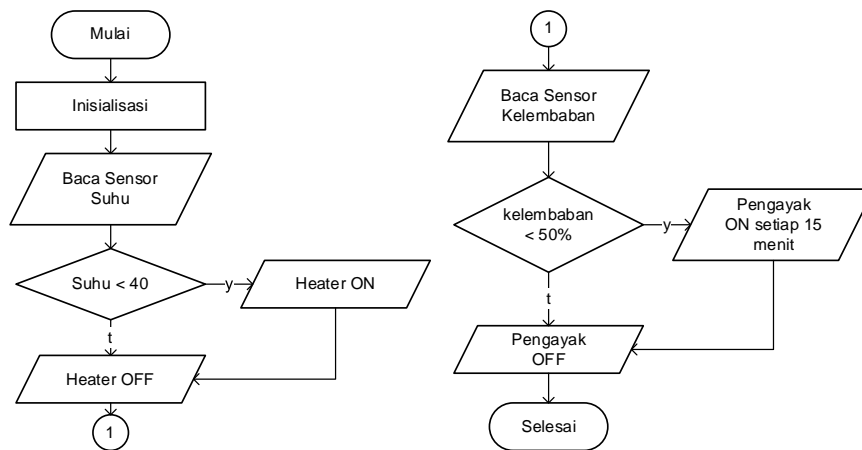 Mulai
Inisialisasi
Baca Sensor
Suhu
Suhu < 40
y
Heater ON
t
Heater OFF
1
1
Baca Sensor
Kelembaban
kelembaban
< 50%
y
Pengayak
ON setiap 15
menit
t
Pengayak
OFF
Selesai